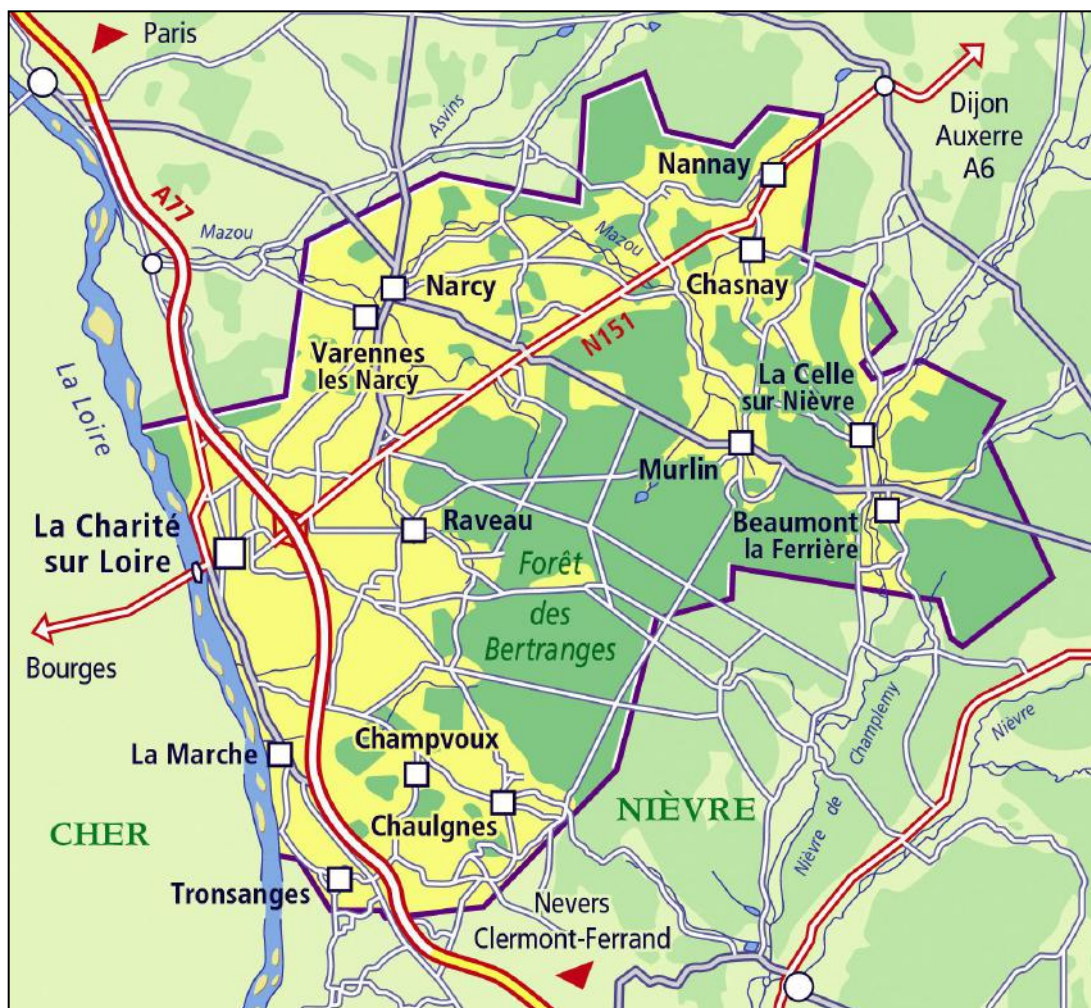 Paris
Asvins
Dijon
Auxerre
A6
Nannay
A77
Mazou
Mazou
Narcy
Chasnay
N151
Varennes
les Narcy
La Loire
La Celle
sur Nièvre
Murlin
La Charité
sur Loire
Raveau
Beaumont
la Ferrière
Forêt
des
Bertranges
Bourges
La Marche
Champvoux
Champlemy
Nièvre de
Nièvre
CHER
Chaulgnes
NIÈVRE
Tronsanges
Nevers
Clermont-Ferrand